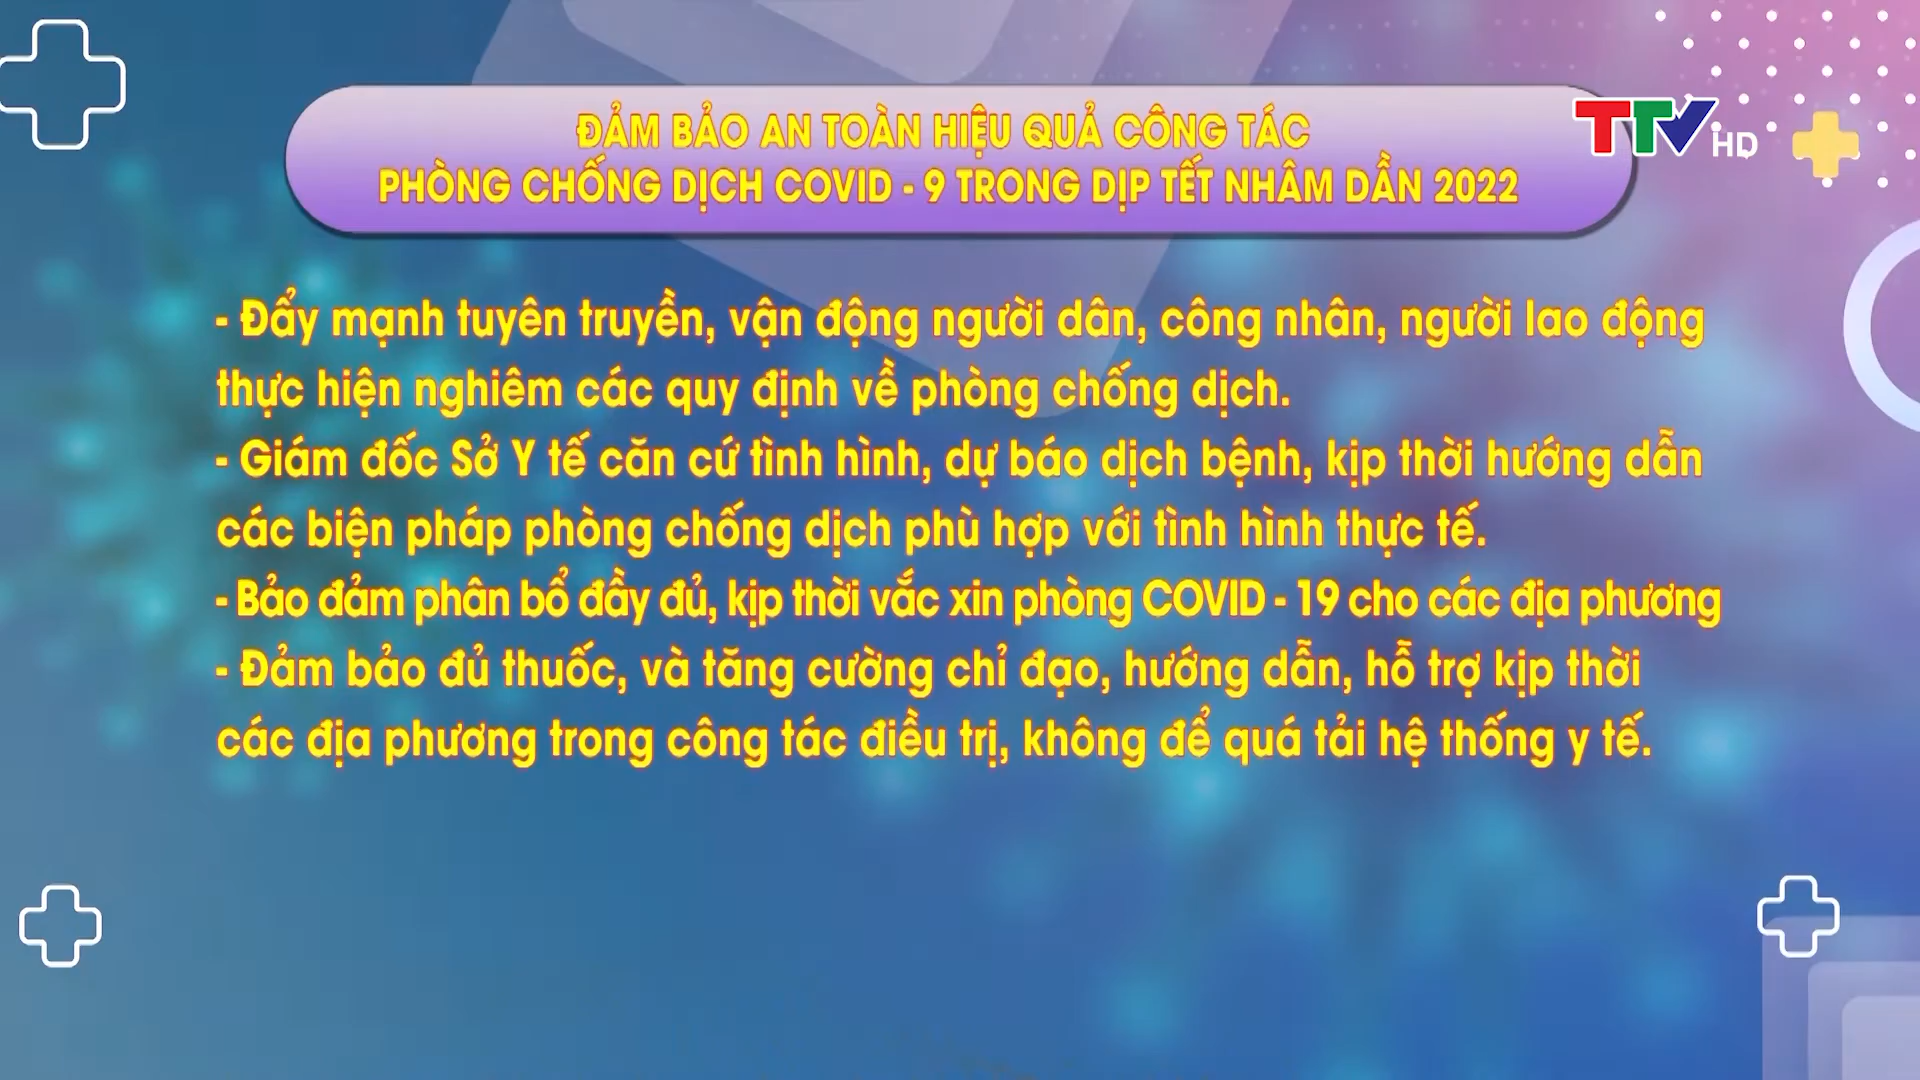 ĐẢM BẢO AN TOÀN HIỆU QUẢ CÔNG TÁC
PHÒNG CHỐNG DỊCH COVID - 9 TRONG DỊP TẾT NHÂM DẦN 2022
TTV HD
- Đẩy mạnh tuyên truyền, vận động người dân, công nhân, người lao động
thực hiện nghiêm các quy định về phòng chống dịch.
- Giám đốc Sở Y tế căn cứ tình hình, dự báo dịch bệnh, kịp thời hướng dẫn
các biện pháp phòng chống dịch phù hợp với tình hình thực tế.
- Bảo đảm phân bổ đầy đủ, kịp thời vắc xin phòng COVID - 19 cho các địa phương
- Đảm bảo đủ thuốc, và tăng cường chỉ đạo, hướng dẫn, hỗ trợ kịp thời
các địa phương trong công tác điều trị, không để quá tải hệ thống y tế.